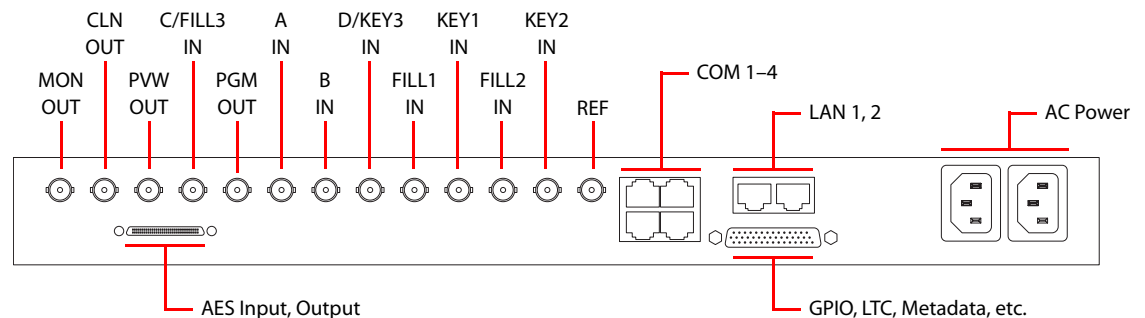 CLN
OUT
C/FILL3
IN
A
IN
D/KEY3
IN
KEY1
IN
KEY2
IN
MON
OUT
PVW
OUT
PGM
OUT
B
IN
FILL1
IN
FILL2
IN
REF
COM 1–4
LAN 1, 2
AC Power
AES Input, Output
GPIO, LTC, Metadata, etc.